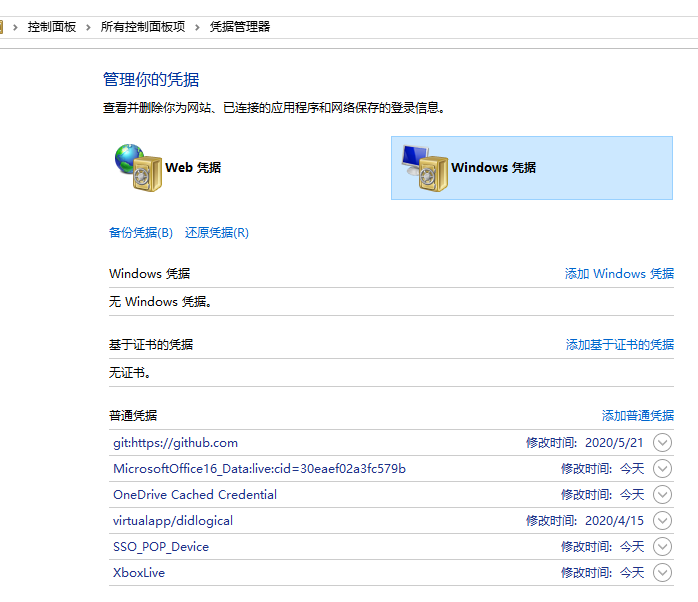 控制面板 › 所有控制面板项 › 凭据管理器
管理你的凭据
查看并删除你为网站、已连接的应用程序和网络保存的登录信息。
Web 凭据 Windows 凭据
备份凭据(B) 还原凭据(R)
Windows 凭据 添加 Windows 凭据
无 Windows 凭据。
基于证书的凭据 添加基于证书的凭据
无证书。
普通凭据 添加普通凭据
git:https://github.com 修改时间: 2020/5/21
MicrosoftOffice16_Data:live:cid=30eaef02a3fc579b 修改时间: 今天
OneDrive Cached Credential 修改时间: 今天
virtualapp/didlogical 修改时间: 2020/4/15
SSO_POP_Device 修改时间: 今天
XboxLive 修改时间: 今天